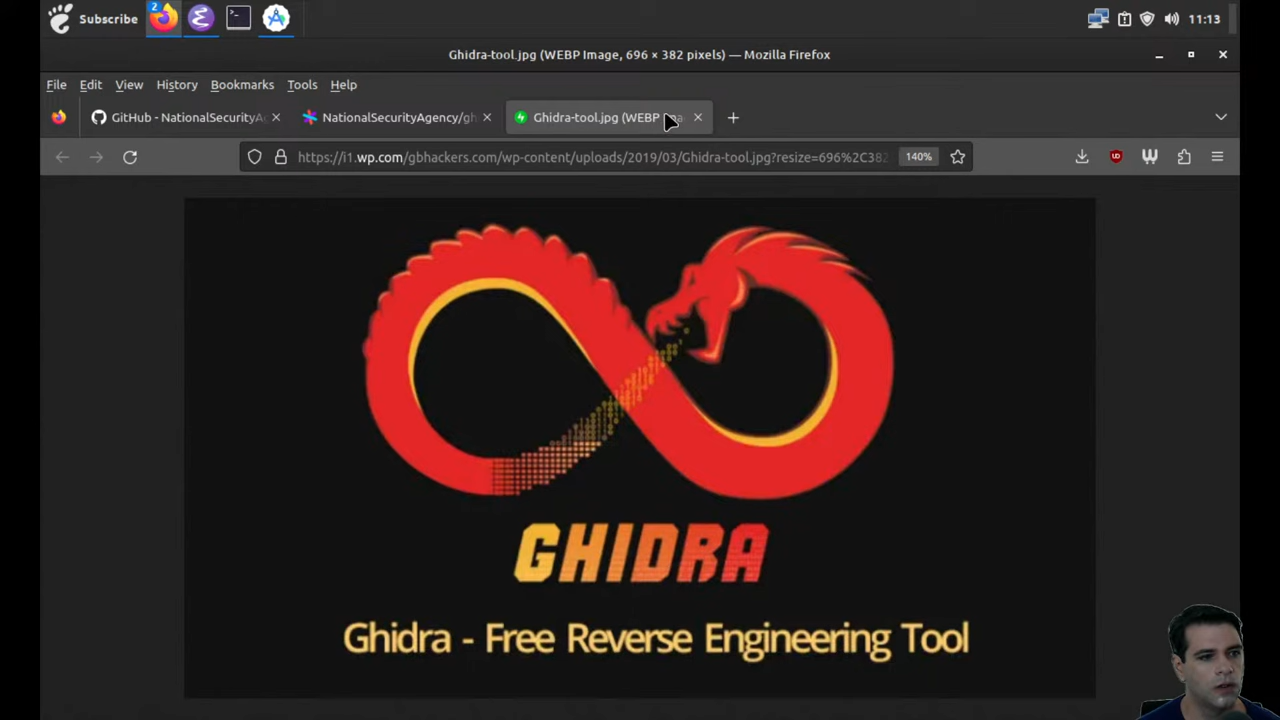 Subscribe
2
11:13
Ghidra-tool.jpg (WEBP Image, 696 × 382 pixels) — Mozilla Firefox
File Edit View History Bookmarks Tools Help
GitHub - NationalSecurityA
NationalSecurityAgency/gh
Ghidra-tool.jpg (WEBP
https://i1.wp.com/gbhackers.com/wp-content/uploads/2019/03/Ghidra-tool.jpg?resize=696%2C382
140%
GHIDRA
Ghidra - Free Reverse Engineering Tool